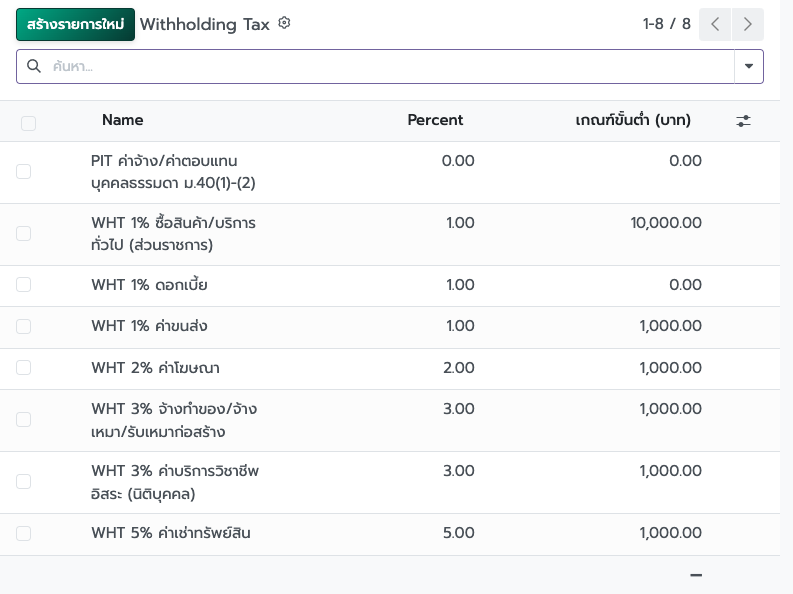 สร้างรายการใหม่ Withholding Tax 1-8 / 8
ค้นหา...
Name Percent เกณฑ์ขั้นต่ำ (บาท)
PIT ค่าจ้าง/ค่าตอบแทน 0.00 0.00
บุคคลธรรมดา ม.40(1)-(2)
WHT 1% ซื้อสินค้า/บริการ 1.00 10,000.00
ทั่วไป (ส่วนราชการ)
WHT 1% ดอกเบี้ย 1.00 0.00
WHT 1% ค่าขนส่ง 1.00 1,000.00
WHT 2% ค่าโฆษณา 2.00 1,000.00
WHT 3% จ้างทำของ/จ้าง 3.00 1,000.00
เหมา/รับเหมาก่อสร้าง
WHT 3% ค่าบริการวิชาชีพ 3.00 1,000.00
อิสระ (นิติบุคคล)
WHT 5% ค่าเช่าทรัพย์สิน 5.00 1,000.00
—